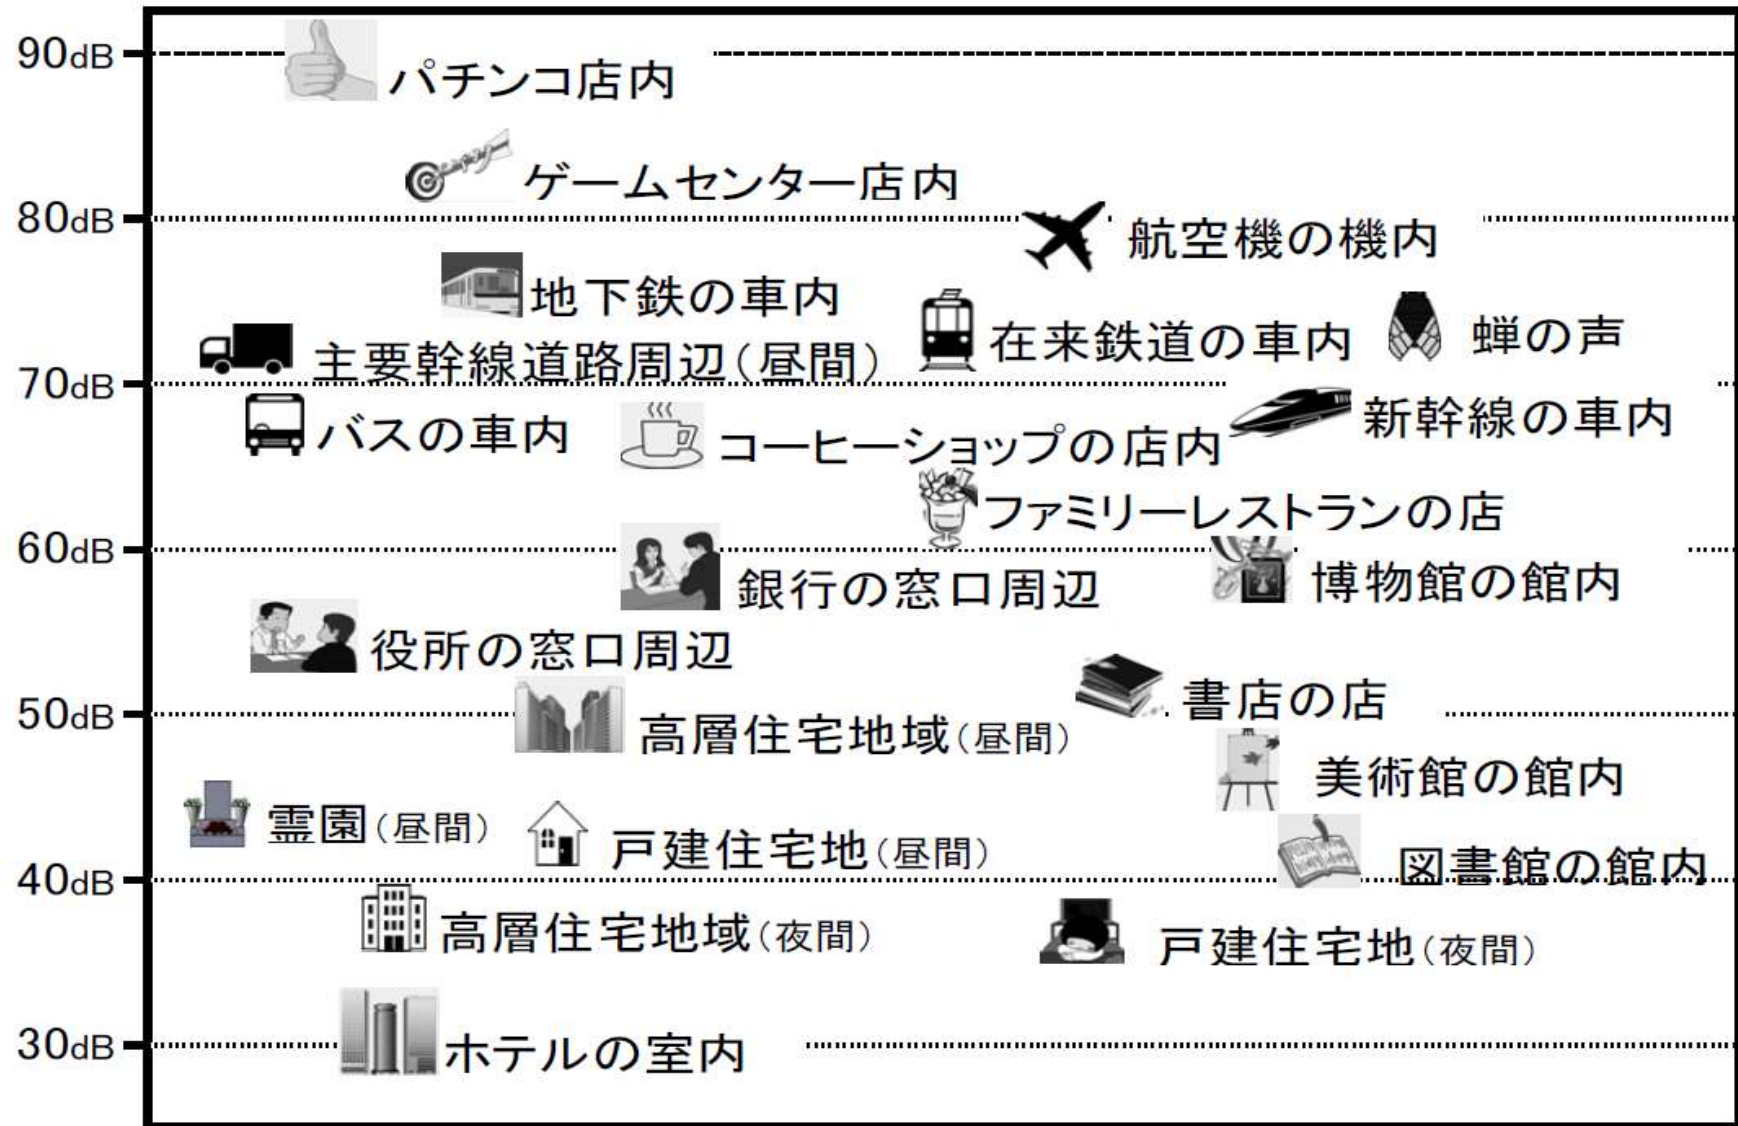 90dB
パチンコ店内
ゲームセンター店内
80dB
航空機の機内
地下鉄の車内
在来鉄道の車内
蝉の声
主要幹線道路周辺(昼間)
70dB
新幹線の車内
バスの車内
コーヒーショップの店内
ファミリーレストランの店
60dB
博物館の館内
銀行の窓口周辺
役所の窓口周辺
書店の店
50dB
高層住宅地域(昼間)
美術館の館内
霊園(昼間)
戸建住宅地(昼間)
図書館の館内
40dB
高層住宅地域(夜間)
戸建住宅地(夜間)
30dB
ホテルの室内